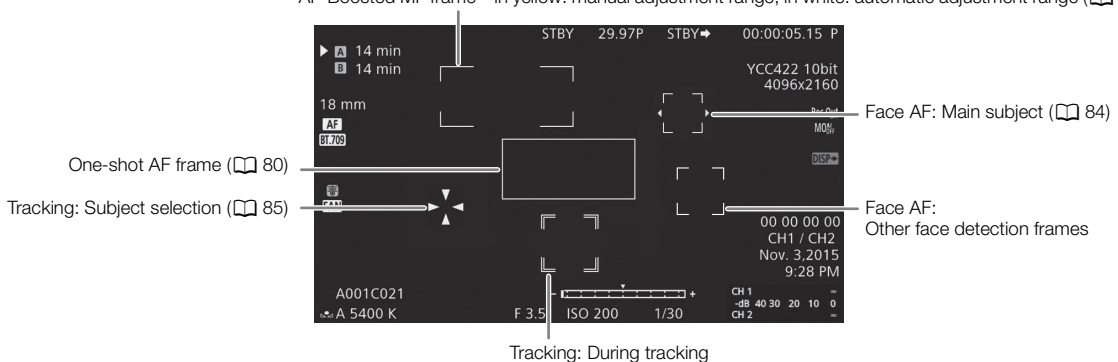 AF-Boosted MF frame – in yellow: manual adjustment range, in white: automatic adjustment range (
STBY 29.97P STBY 00:00:05.15 P
A 14 min
B 14 min
YCC422 10bit
4096x2160
18 mm
AF
BT.709
MON OFF
Face AF: Main subject ( 84)
DISP
One-shot AF frame ( 80)
Tracking: Subject selection ( 85)
FAN
Face AF:
Other face detection frames
00 00 00 00
CH1 / CH2
Nov. 3,2015
9:28 PM
A001C021
- +
A 5400 K
F 3.5 ISO 200 1/30
CH 1 ∞
-dB 40 30 20 10 0
CH 2 ∞
Tracking: During tracking